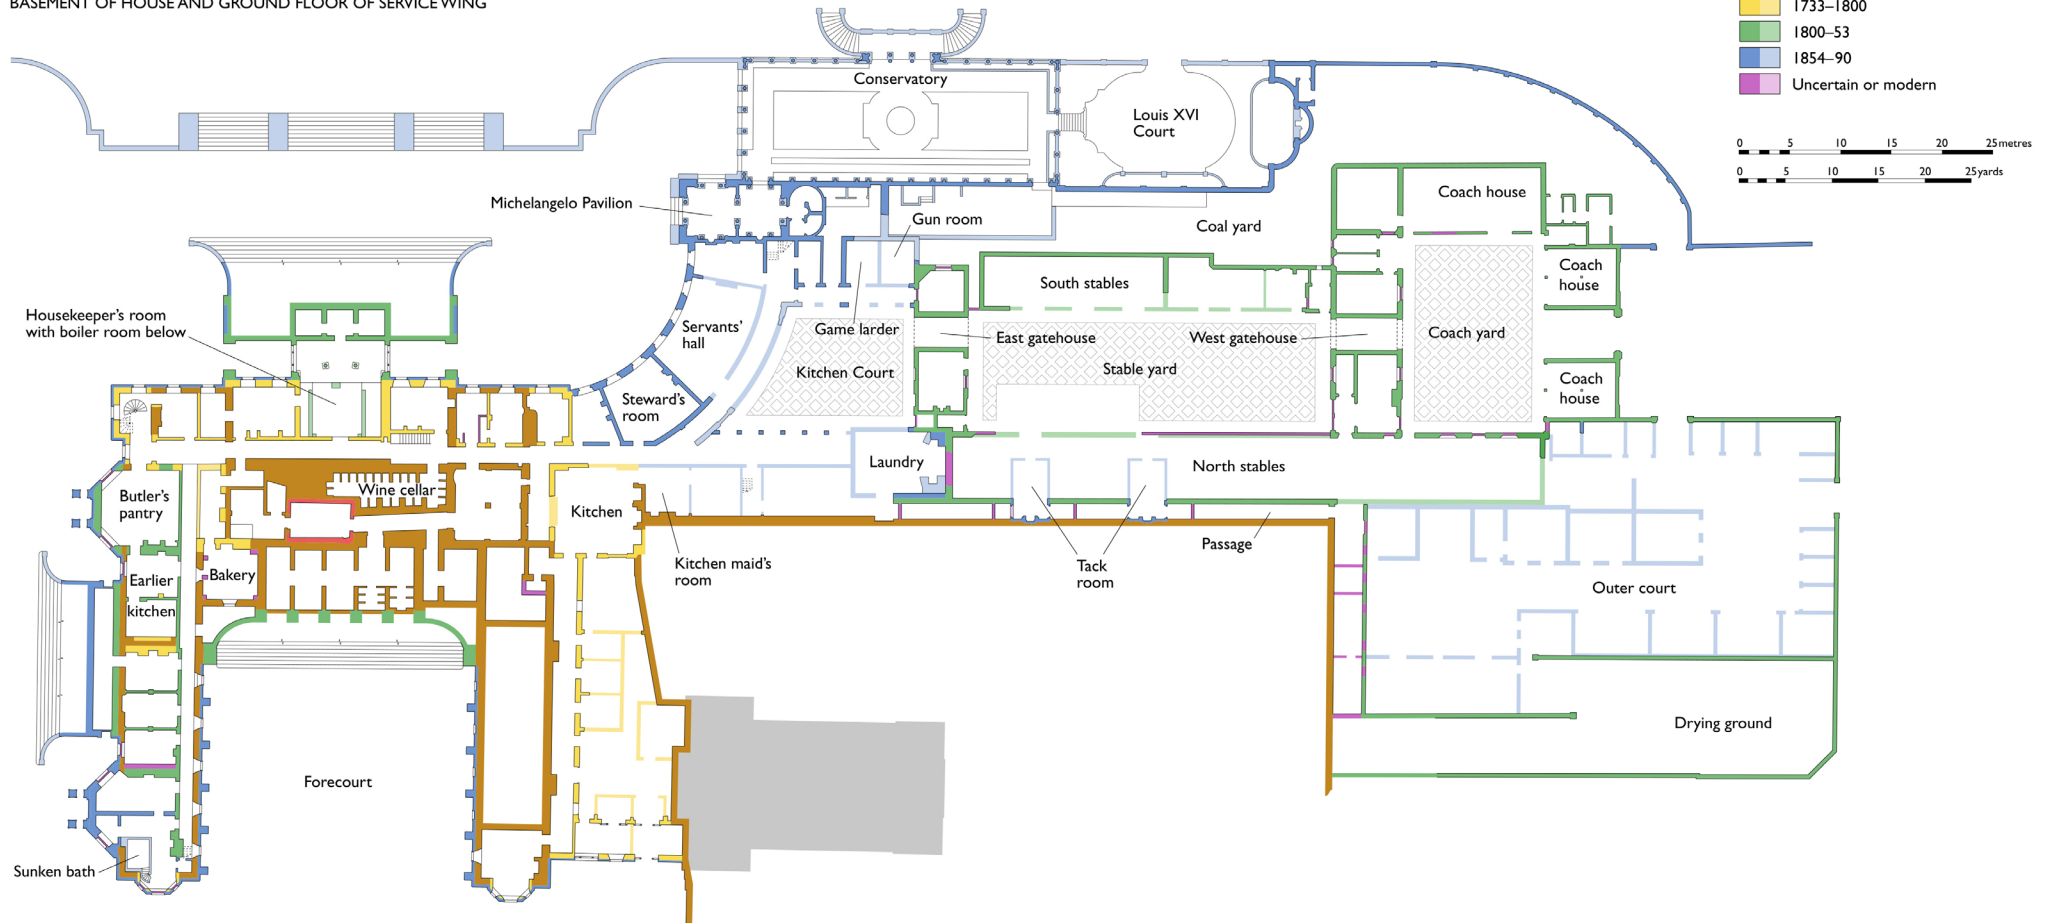 BASEMENT OF HOUSE AND GROUND FLOOR OF SERVICE WING
1733–1800
1800–53
1854–90
Uncertain or modern
0 5 10 15 20 25 metres
0 5 10 15 20 25 yards
Conservatory
Louis XVI
Court
Michelangelo Pavilion
Gun room
Coal yard
Coach house
Coach
house
South stables
Housekeeper's room
with boiler room below
Servants'
hall
Game larder
East gatehouse
West gatehouse
Coach yard
Kitchen Court
Stable yard
Coach
house
Steward's
room
Laundry
North stables
Butler's
pantry
Wine cellar
Kitchen
Passage
Kitchen maid's
room
Tack
room
Bakery
Earlier
kitchen
Outer court
Drying ground
Forecourt
Sunken bath